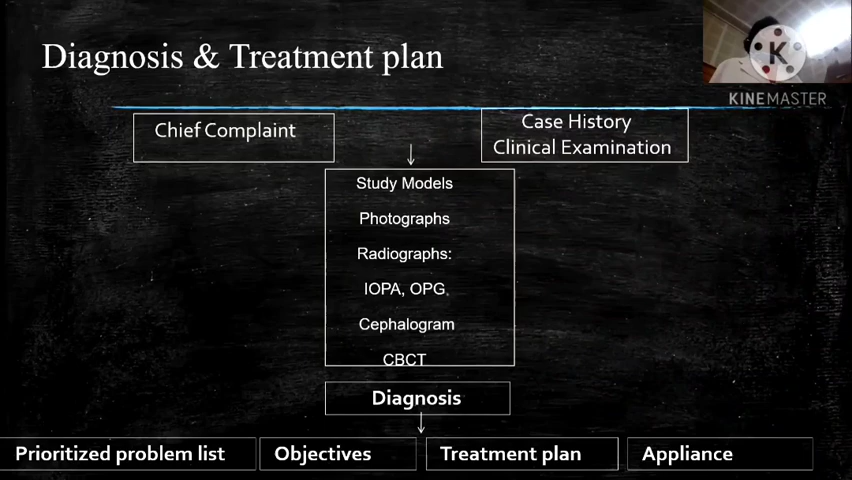 Diagnosis & Treatment plan
K
KINEMASTER
Chief Complaint
Case History
Clinical Examination
Study Models
Photographs
Radiographs:
IOPA, OPG
Cephalogram
CBCT
Diagnosis
Prioritized problem list
Objectives
Treatment plan
Appliance